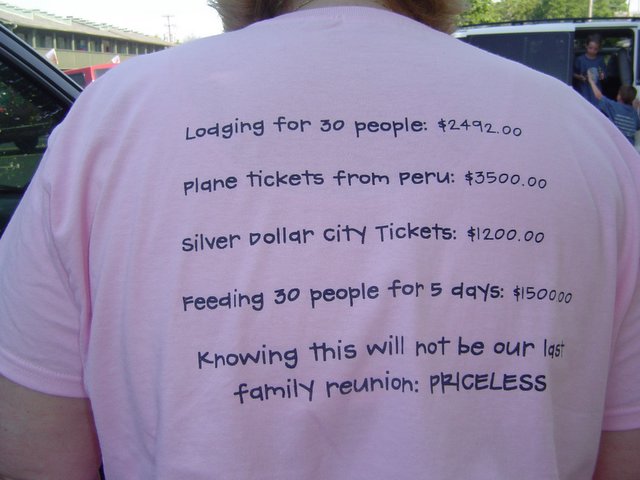 Lodging for 30 people: $2492.00
Plane tickets from Peru: $3500.00
Silver Dollar City Tickets: $1200.00
Feeding 30 people for 5 days: $1500.00
Knowing this will not be our last
family reunion: PRICELESS